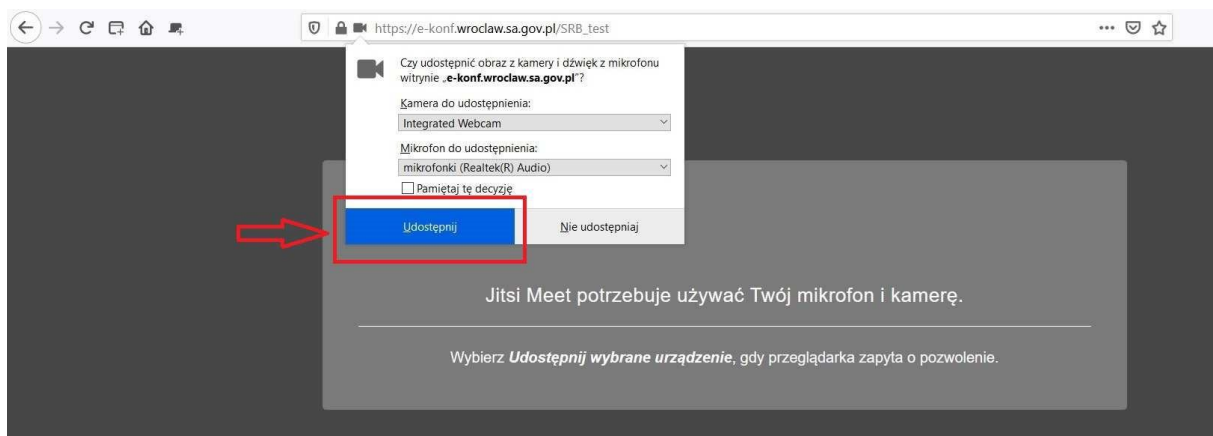 https://e-konf.wroclaw.sa.gov.pl/SRB_test
Czy udostępnić obraz z kamery i dźwięk z mikrofonu
witrynie „e-konf.wroclaw.sa.gov.pl”?
Kamera do udostępnienia:
Integrated Webcam
Mikrofon do udostępnienia:
mikrofonki (Realtek(R) Audio)
Pamiętaj tę decyzję
Udostępnij
Nie udostępniaj
Jitsi Meet potrzebuje używać Twój mikrofon i kamerę.
Wybierz Udostępnij wybrane urządzenie, gdy przeglądarka zapyta o pozwolenie.